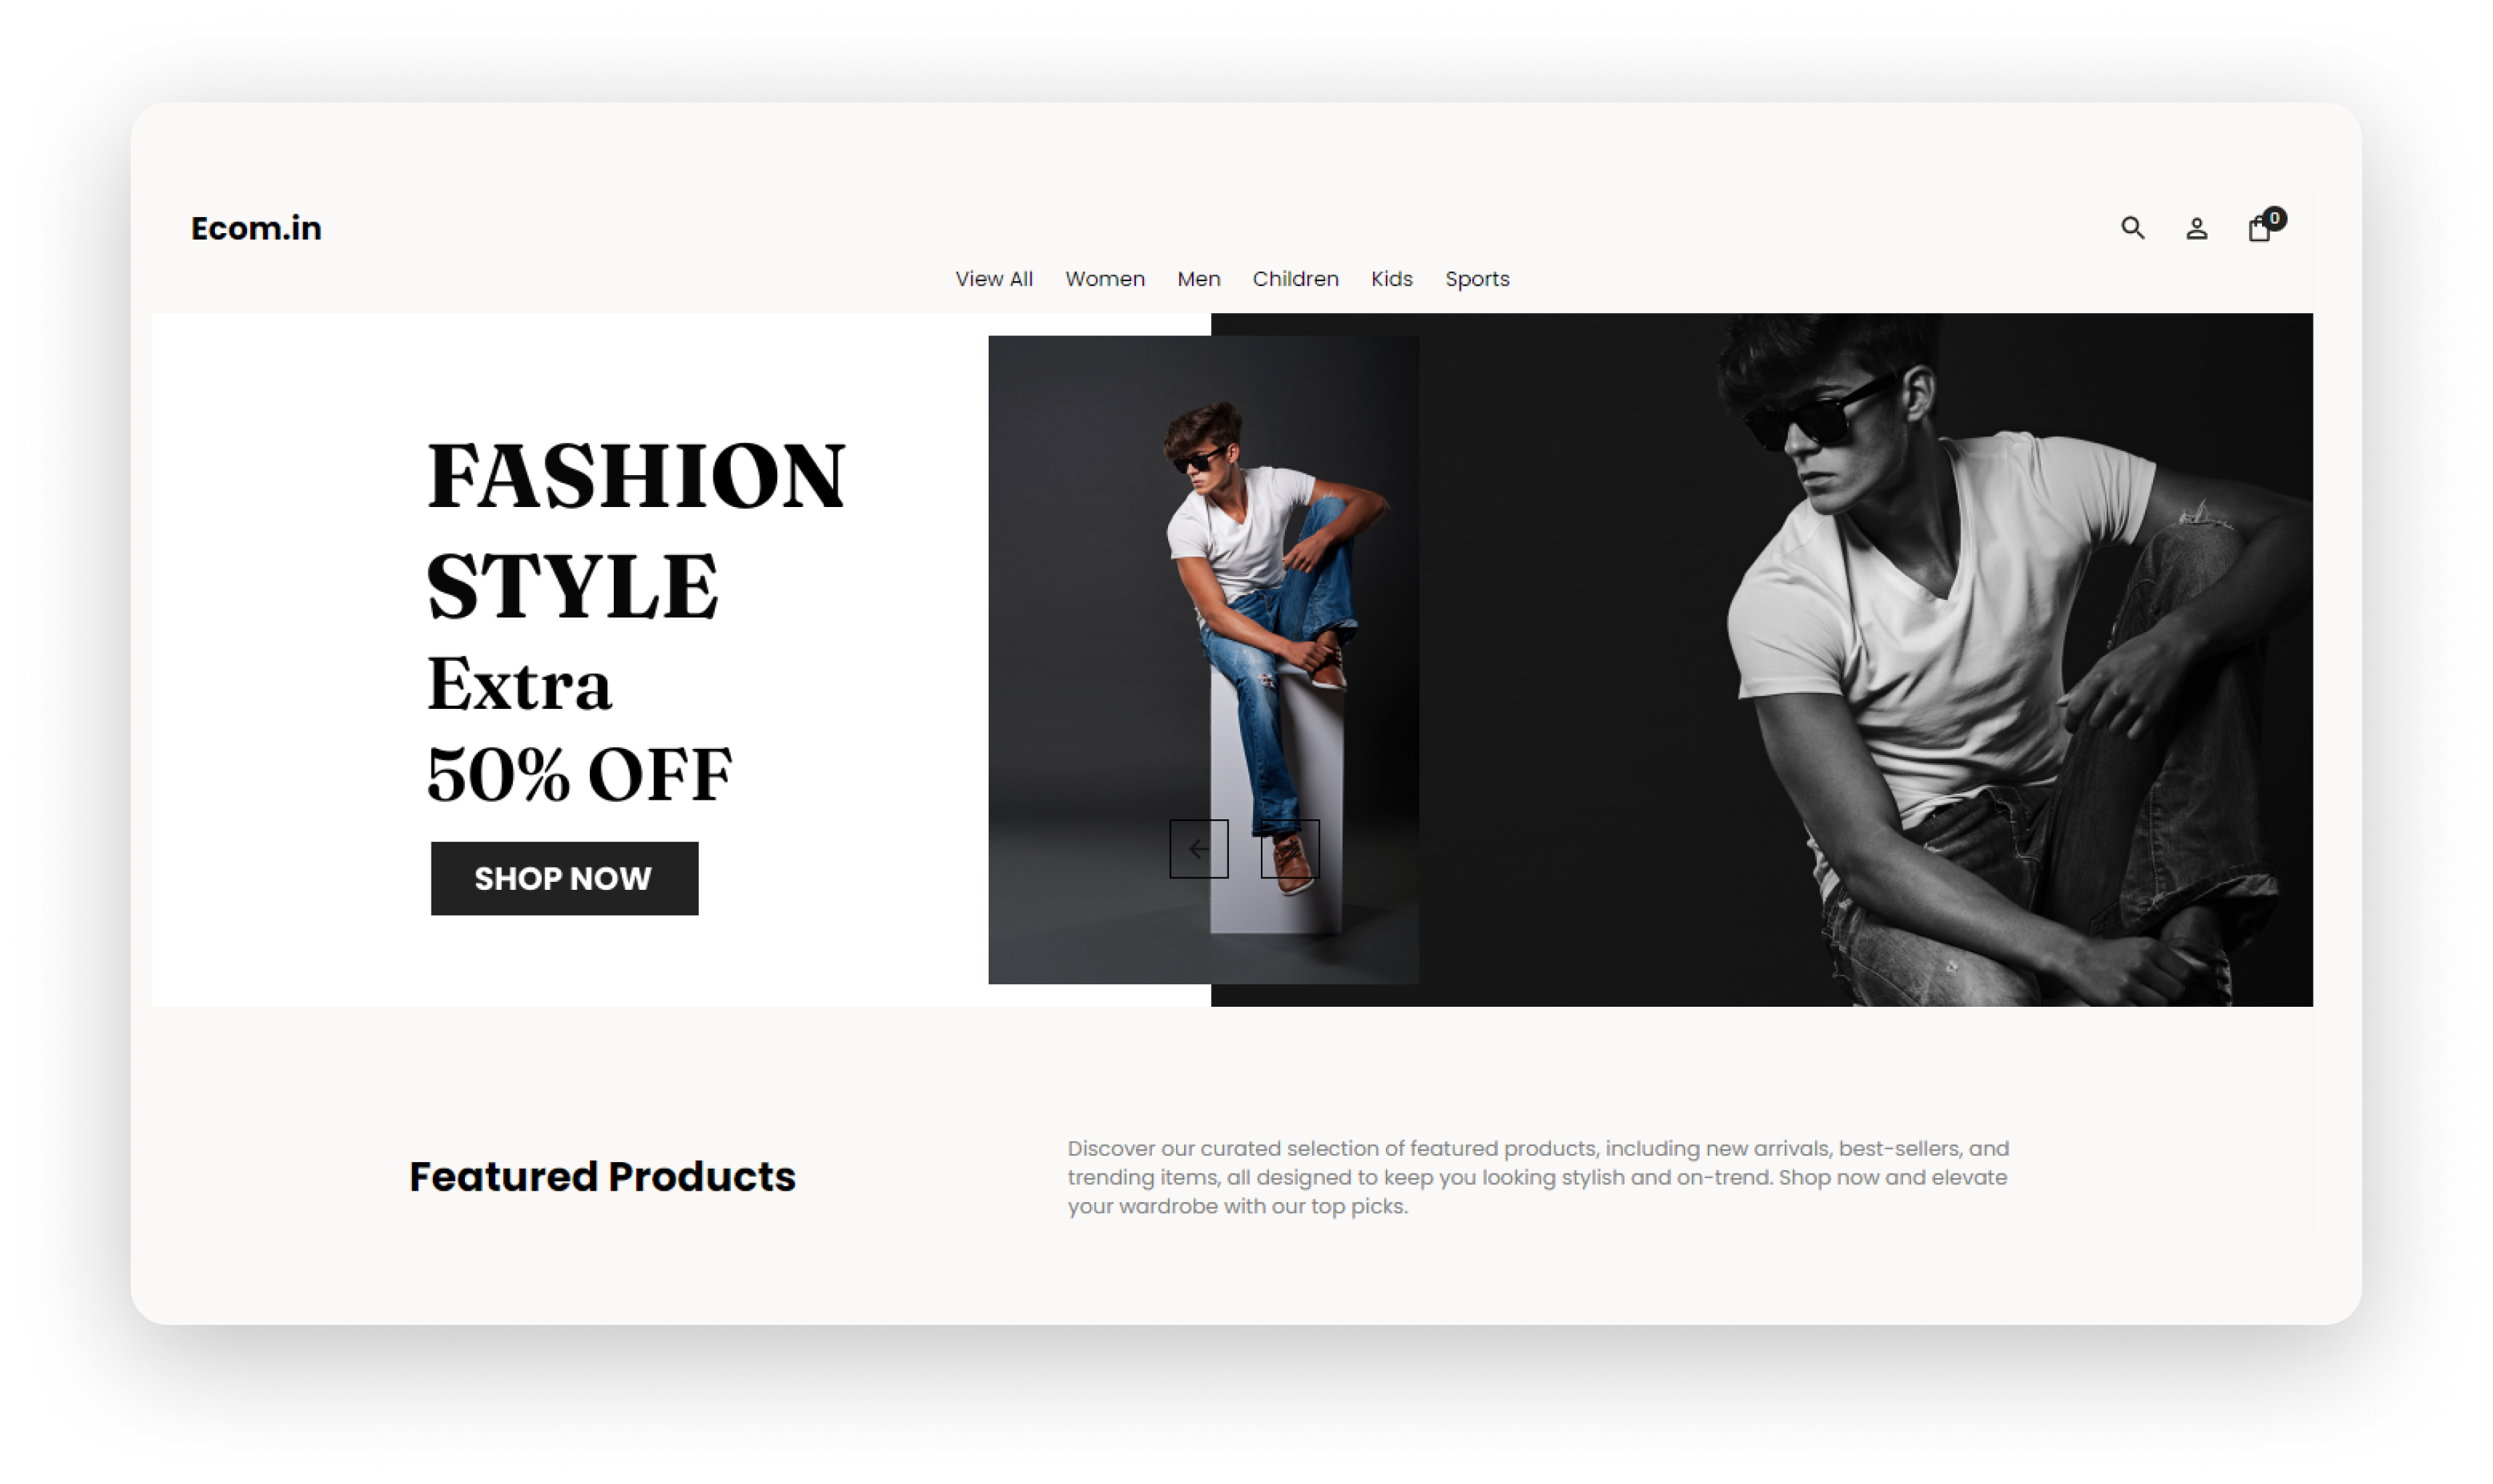 Ecom.in
0
View All Women Men Children Kids Sports
FASHION
STYLE
Extra
50% OFF
SHOP NOW
Featured Products
Discover our curated selection of featured products, including new arrivals, best-sellers, and
trending items, all designed to keep you looking stylish and on-trend. Shop now and elevate
your wardrobe with our top picks.